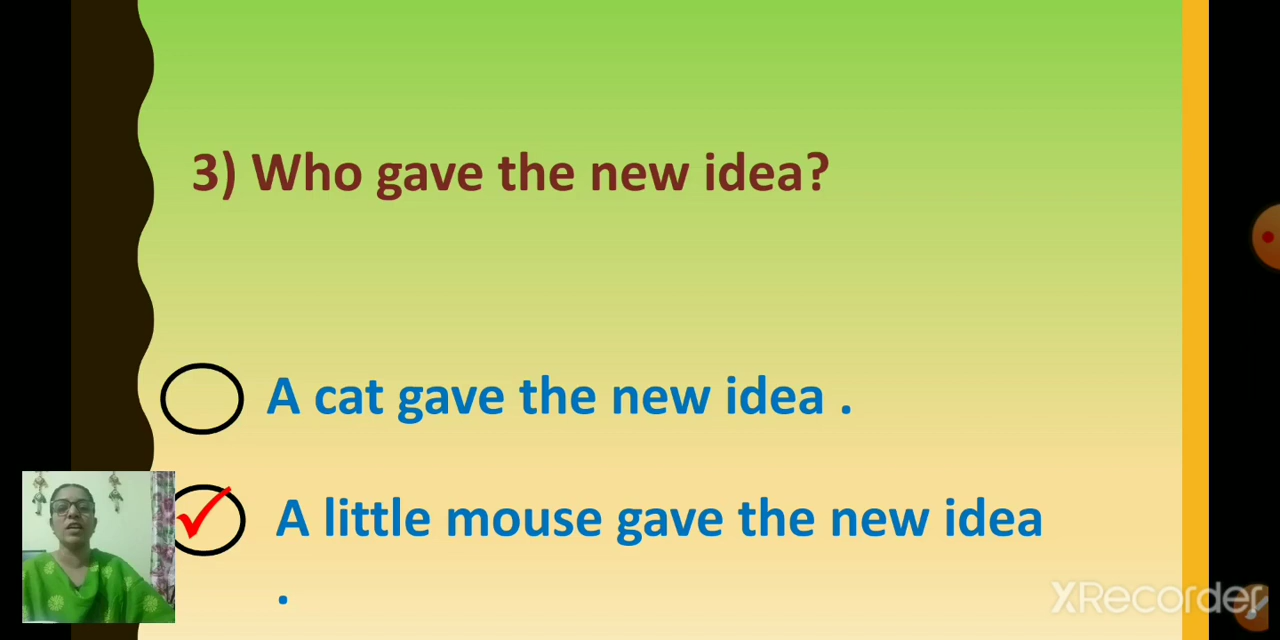 3) Who gave the new idea?
A cat gave the new idea .
A little mouse gave the new idea
.
XRecorder